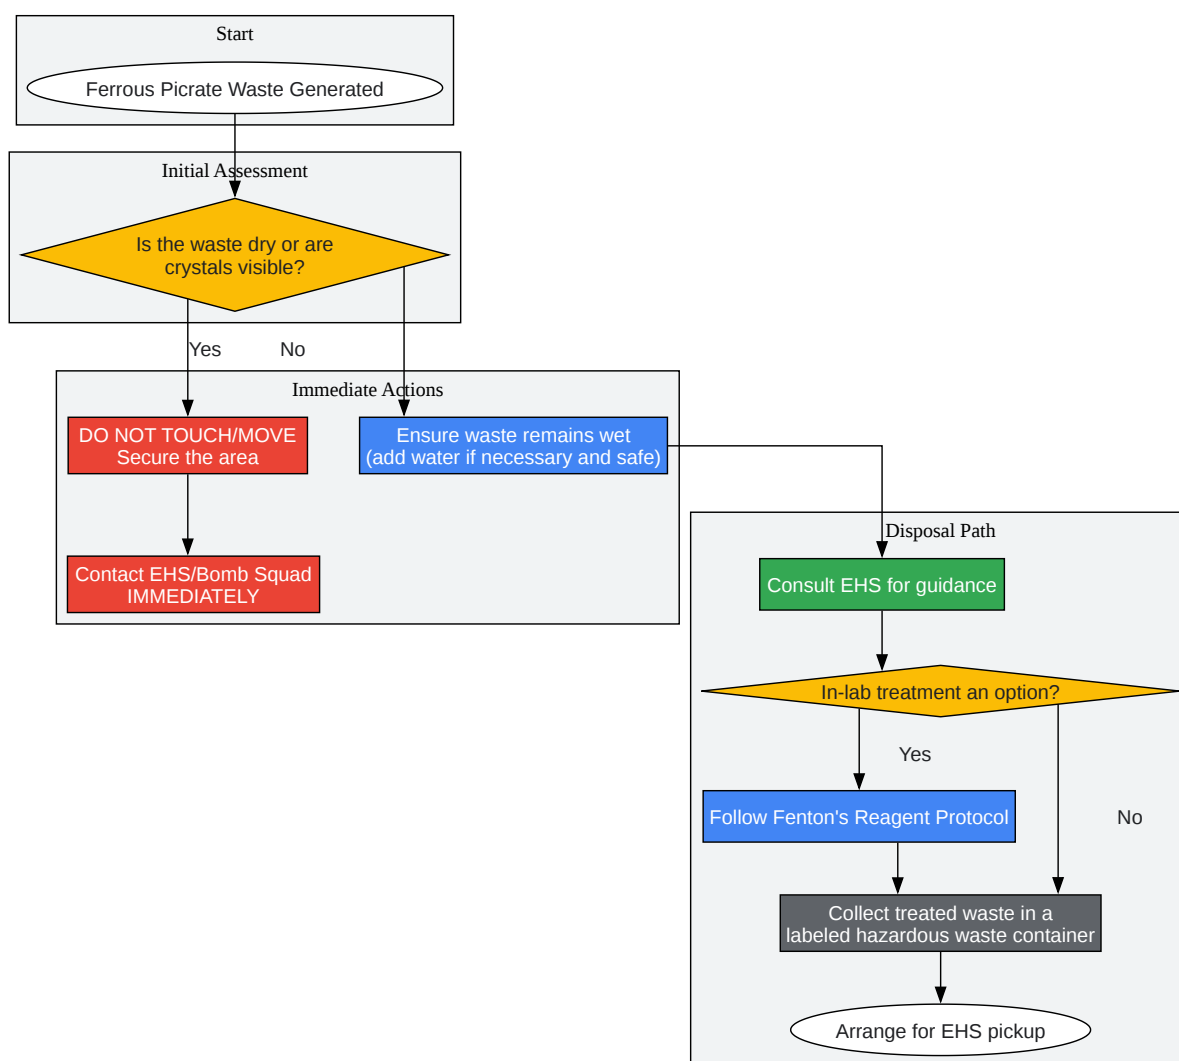 Start
Ferrous Picrate Waste Generated
Initial Assessment
Is the waste dry or are
crystals visible?
Yes
No
Immediate Actions
DO NOT TOUCH/MOVE
Secure the area
Ensure waste remains wet
(add water if necessary and safe)
Contact EHS/Bomb Squad
IMMEDIATELY
Disposal Path
Consult EHS for guidance
In-lab treatment an option?
Yes
Follow Fenton's Reagent Protocol
No
Collect treated waste in a
labeled hazardous waste container
Arrange for EHS pickup